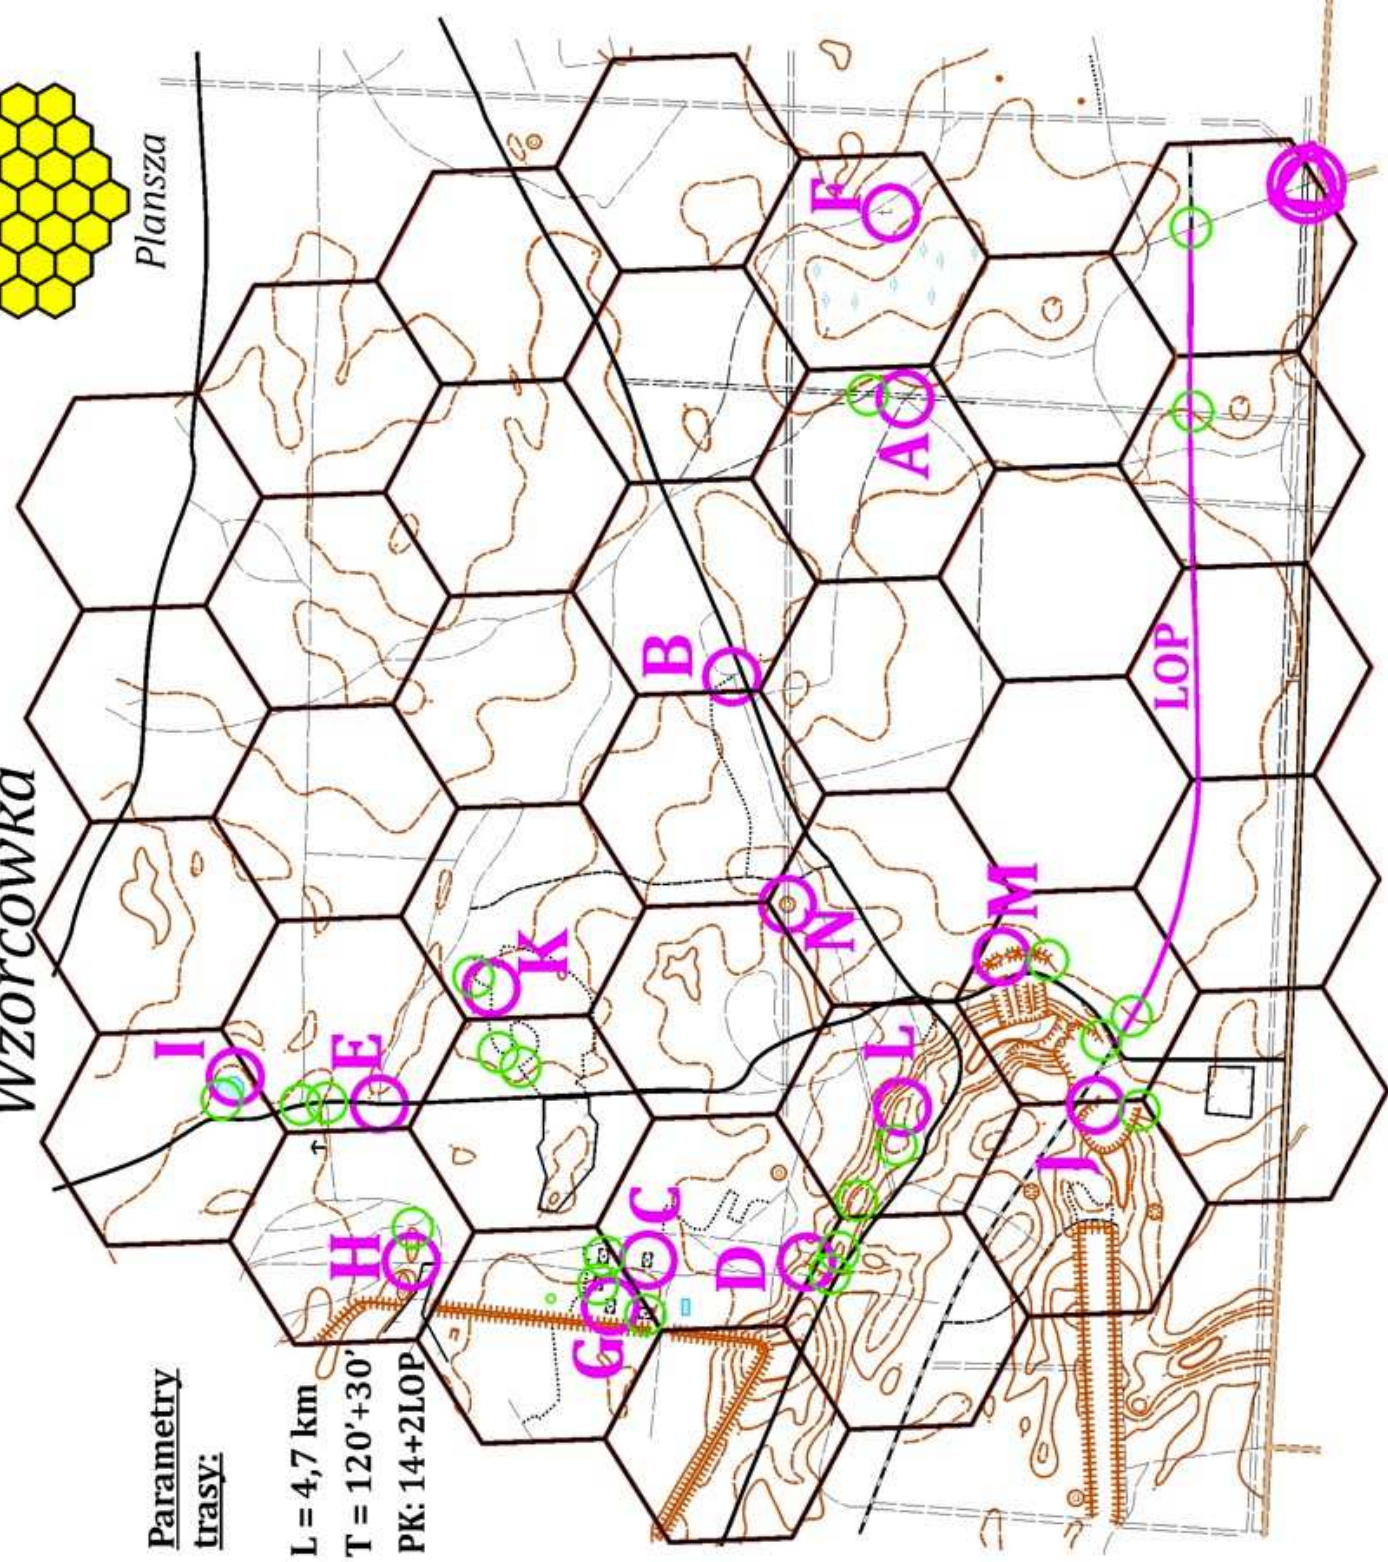 Wzorcowka
Plansza
Parametry
trasy:
L = 4,7 km
T = 120'+30'
PK: 14+2LOP
I
E
H
K
G
C
D
B
N
L
M
J
A
F
LOP